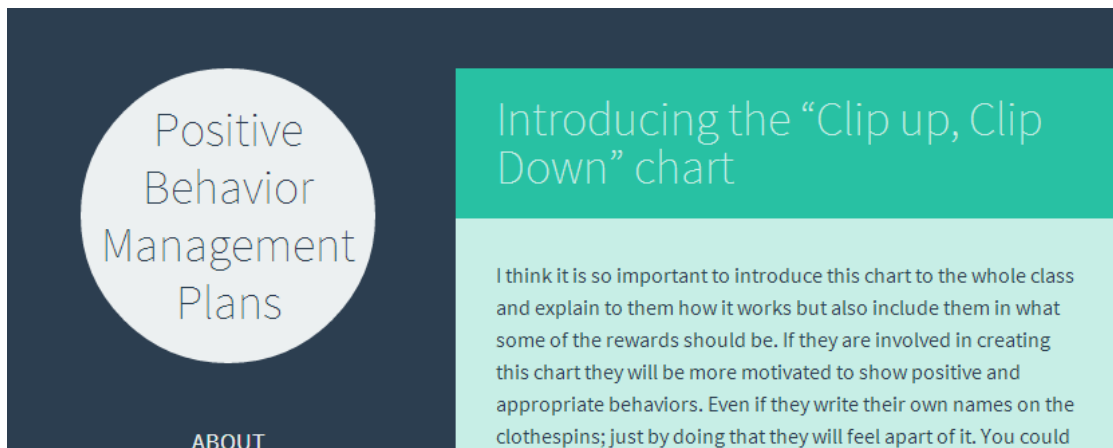 Positive
Behavior
Management
Plans
ABOUT
Introducing the “Clip up, Clip
Down” chart
I think it is so important to introduce this chart to the whole class
and explain to them how it works but also include them in what
some of the rewards should be. If they are involved in creating
this chart they will be more motivated to show positive and
appropriate behaviors. Even if they write their own names on the
clothespins; just by doing that they will feel apart of it. You could